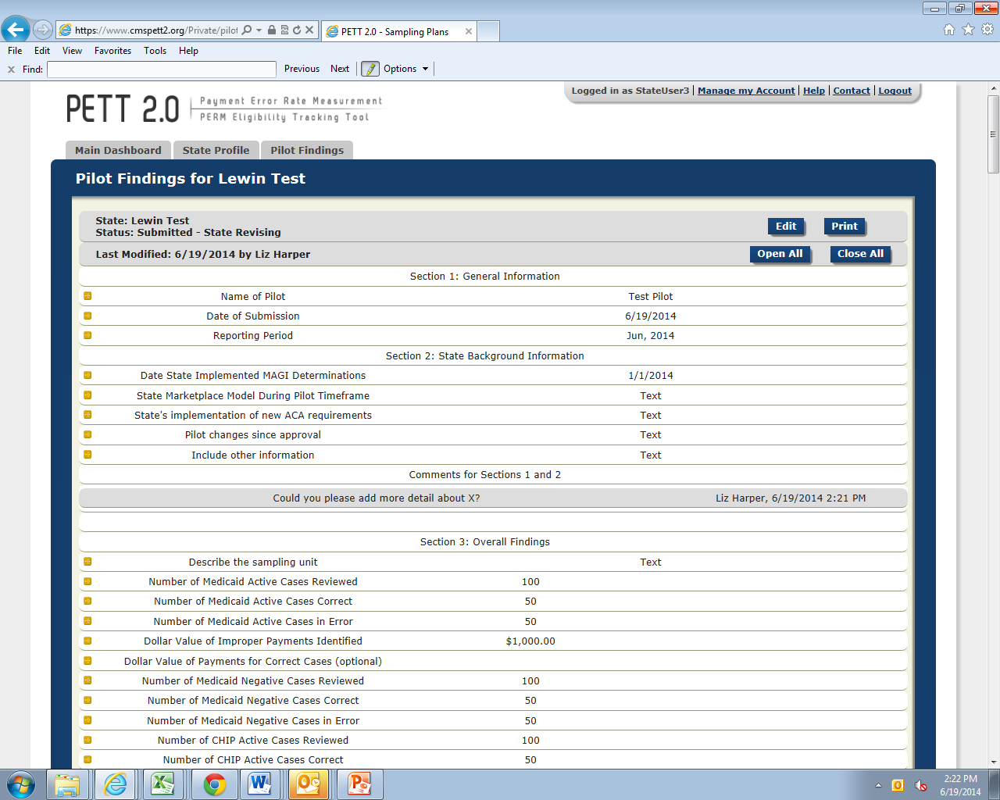 https://www.cmspett2.org/Private/pilot
PETT 2.0 - Sampling Plans
File Edit View Favorites Tools Help
x Find: Previous Next Options
PETT 2.0 Payment Error Rate Measurement
PERM Eligibility Tracking Tool
Logged in as StateUser3 | Manage my Account | Help | Contact | Logout
Main Dashboard State Profile Pilot Findings
Pilot Findings for Lewin Test
State: Lewin Test
Status: Submitted - State Revising
Edit Print
Last Modified: 6/19/2014 by Liz Harper
Open All Close All
Section 1: General Information
Name of Pilot Test Pilot
Date of Submission 6/19/2014
Reporting Period Jun, 2014
Section 2: State Background Information
Date State Implemented MAGI Determinations 1/1/2014
State Marketplace Model During Pilot Timeframe Text
State's implementation of new ACA requirements Text
Pilot changes since approval Text
Include other information Text
Comments for Sections 1 and 2
Could you please add more detail about X? Liz Harper, 6/19/2014 2:21 PM
Section 3: Overall Findings
Describe the sampling unit Text
Number of Medicaid Active Cases Reviewed 100
Number of Medicaid Active Cases Correct 50
Number of Medicaid Active Cases in Error 50
Dollar Value of Improper Payments Identified $1,000.00
Dollar Value of Payments for Correct Cases (optional)
Number of Medicaid Negative Cases Reviewed 100
Number of Medicaid Negative Cases Correct 50
Number of Medicaid Negative Cases in Error 50
Number of CHIP Active Cases Reviewed 100
Number of CHIP Active Cases Correct 50
2:22 PM
6/19/2014